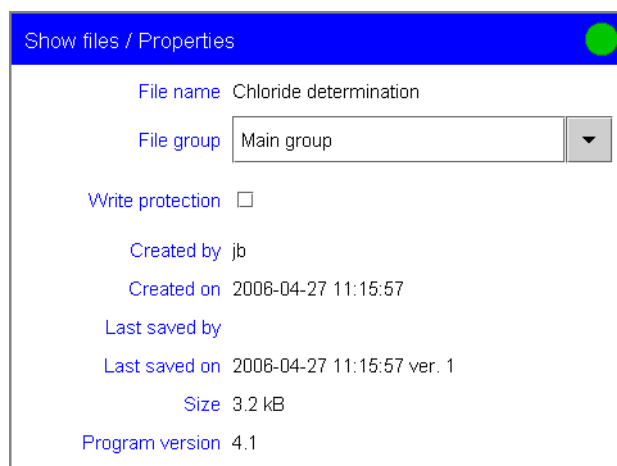 Show files / Properties
File name Chloride determination
File group Main group
Write protection
Created by jb
Created on 2006-04-27 11:15:57
Last saved by
Last saved on 2006-04-27 11:15:57 ver. 1
Size 3.2 kB
Program version 4.1